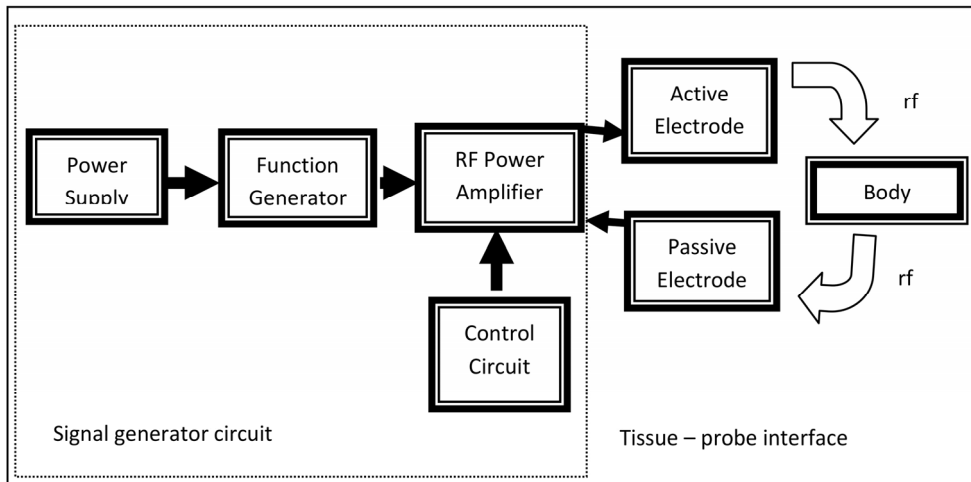 Power
Supply
Function
Generator
RF Power
Amplifier
Control
Circuit
Signal generator circuit
Active
Electrode
rf
Body
Passive
Electrode
rf
Tissue – probe interface